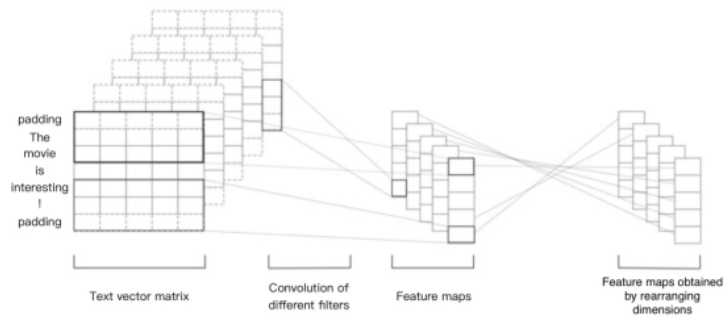 padding
The
movie
is
interesting
!
padding
Text vector matrix
Convolution of
different filters
Feature maps
Feature maps obtained
by rearranging
dimensions